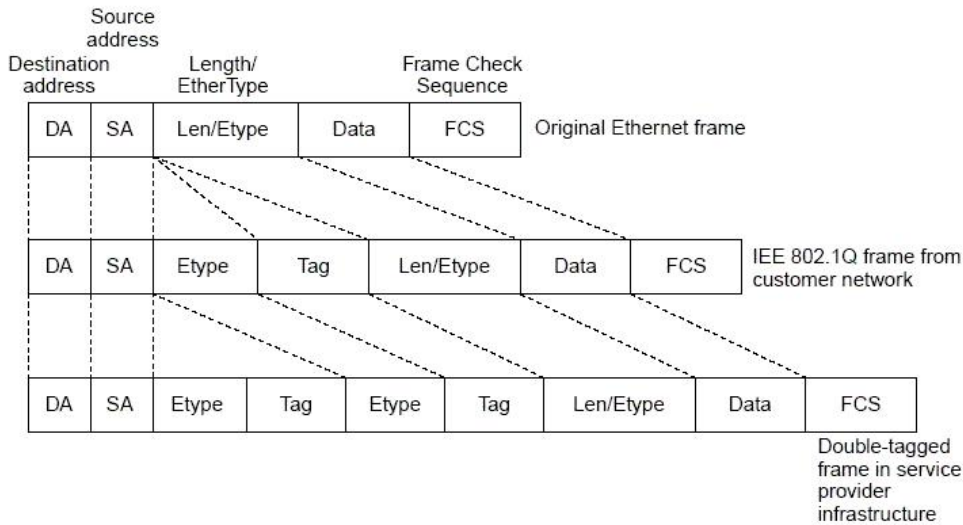 Source
address
Destination
address
Length/
EtherType
Frame Check
Sequence
DA SA Len/Etype Data FCS
Original Ethernet frame
DA SA Etype Tag Len/Etype Data FCS
IEE 802.1Q frame from
customer network
DA SA Etype Tag Etype Tag Len/Etype Data FCS
Double-tagged
frame in service
provider
infrastructure